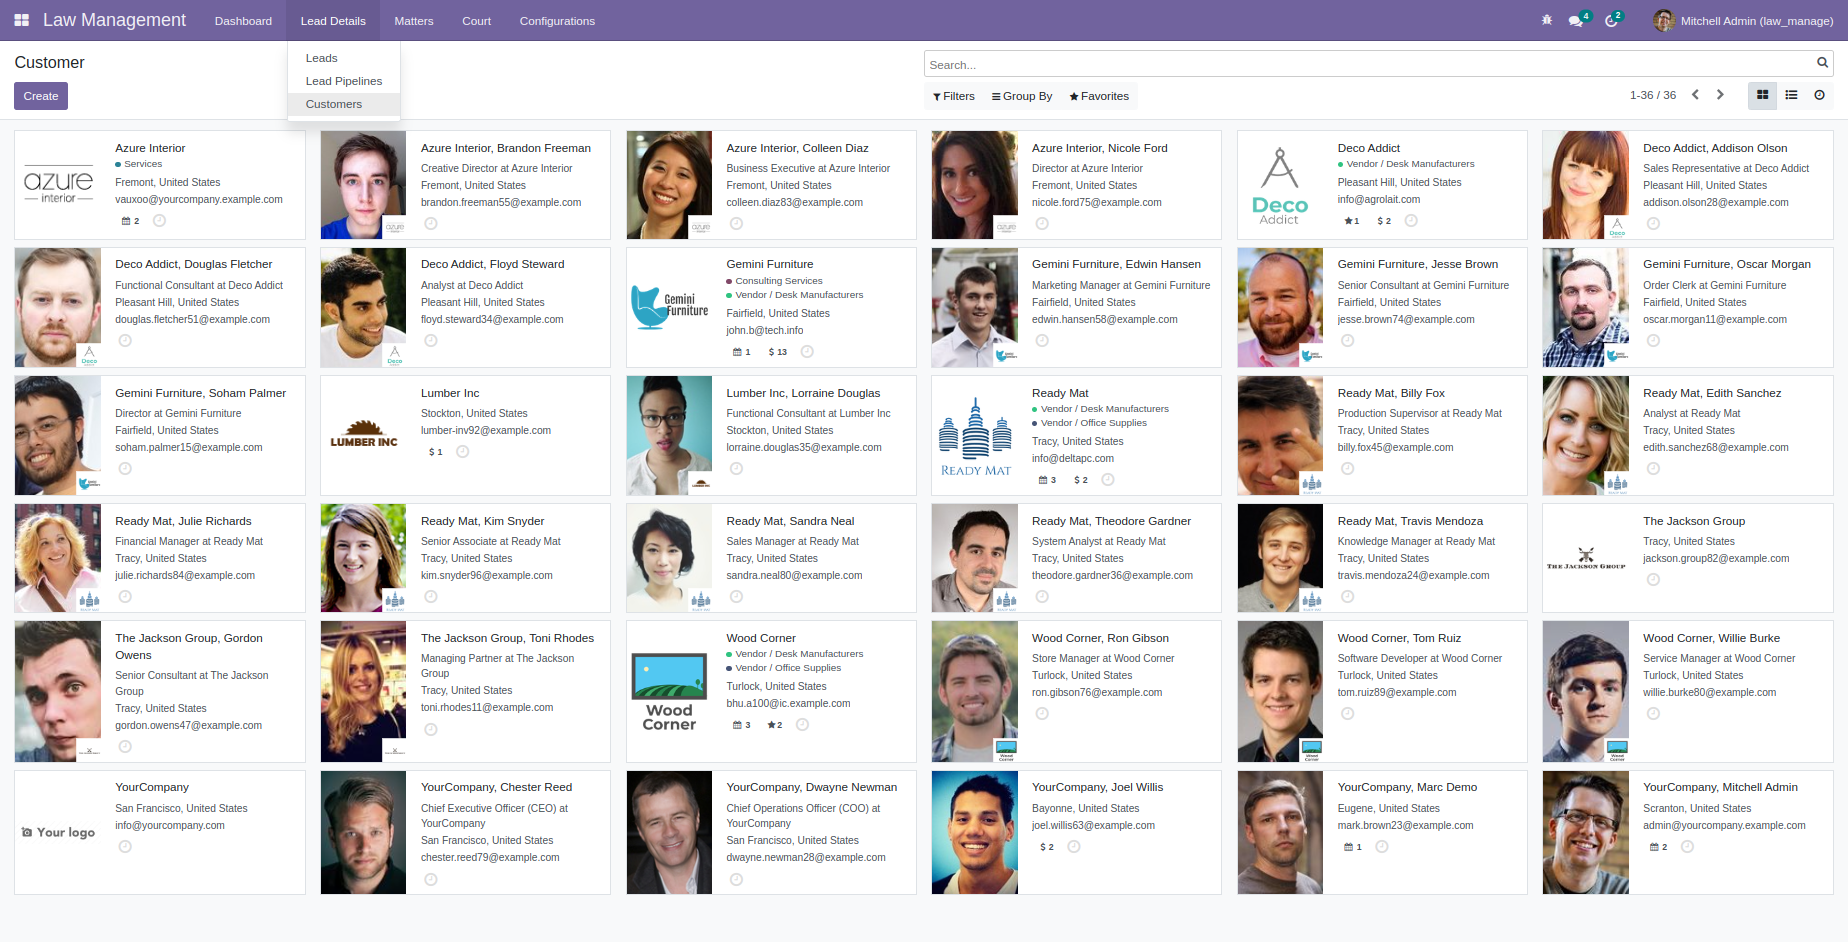 Law Management
Dashboard
Lead Details
Matters
Court
Configurations
4
2
Mitchell Admin (law_manage)
Leads
Lead Pipelines
Customers
Customer
Create
Search...
Filters
Group By
Favorites
1-36 / 36
azure
interior
Azure Interior
Services
Fremont, United States
vauxoo@yourcompany.example.com
2
Azure Interior, Brandon Freeman
Creative Director at Azure Interior
Fremont, United States
brandon.freeman55@example.com
Azure Interior, Colleen Diaz
Business Executive at Azure Interior
Fremont, United States
colleen.diaz83@example.com
Azure Interior, Nicole Ford
Director at Azure Interior
Fremont, United States
nicole.ford75@example.com
Deco
Addict
Deco Addict
Vendor / Desk Manufacturers
Pleasant Hill, United States
info@agrolait.com
1
$ 2
Deco Addict, Addison Olson
Sales Representative at Deco Addict
Pleasant Hill, United States
addison.olson28@example.com
Deco Addict, Douglas Fletcher
Functional Consultant at Deco Addict
Pleasant Hill, United States
douglas.fletcher51@example.com
Deco Addict, Floyd Steward
Analyst at Deco Addict
Pleasant Hill, United States
floyd.steward34@example.com
Gemini
Furniture
Gemini Furniture
Consulting Services
Vendor / Desk Manufacturers
Fairfield, United States
john.b@tech.info
1
$ 13
Gemini Furniture, Edwin Hansen
Marketing Manager at Gemini Furniture
Fairfield, United States
edwin.hansen58@example.com
Gemini Furniture, Jesse Brown
Senior Consultant at Gemini Furniture
Fairfield, United States
jesse.brown74@example.com
Gemini Furniture, Oscar Morgan
Order Clerk at Gemini Furniture
Fairfield, United States
oscar.morgan11@example.com
Gemini Furniture, Soham Palmer
Director at Gemini Furniture
Fairfield, United States
soham.palmer15@example.com
LUMBER INC
Lumber Inc
Stockton, United States
lumber-inv92@example.com
$ 1
Lumber Inc, Lorraine Douglas
Functional Consultant at Lumber Inc
Stockton, United States
lorraine.douglas35@example.com
READY MAT
Ready Mat
Vendor / Desk Manufacturers
Vendor / Office Supplies
Tracy, United States
info@deltapc.com
3
$ 2
Ready Mat, Billy Fox
Production Supervisor at Ready Mat
Tracy, United States
billy.fox45@example.com
Ready Mat, Edith Sanchez
Analyst at Ready Mat
Tracy, United States
edith.sanchez68@example.com
Ready Mat, Julie Richards
Financial Manager at Ready Mat
Tracy, United States
julie.richards84@example.com
Ready Mat, Kim Snyder
Senior Associate at Ready Mat
Tracy, United States
kim.snyder96@example.com
Ready Mat, Sandra Neal
Sales Manager at Ready Mat
Tracy, United States
sandra.neal80@example.com
Ready Mat, Theodore Gardner
System Analyst at Ready Mat
Tracy, United States
theodore.gardner36@example.com
Ready Mat, Travis Mendoza
Knowledge Manager at Ready Mat
Tracy, United States
travis.mendoza24@example.com
THE JACKSON GROUP
The Jackson Group
Tracy, United States
jackson.group82@example.com
The Jackson Group, Gordon
Owens
Senior Consultant at The Jackson
Group
Tracy, United States
gordon.owens47@example.com
The Jackson Group, Toni Rhodes
Managing Partner at The Jackson
Group
Tracy, United States
toni.rhodes11@example.com
Wood
Corner
Wood Corner
Vendor / Desk Manufacturers
Vendor / Office Supplies
Turlock, United States
bhu.a100@ic.example.com
3
2
Wood Corner, Ron Gibson
Store Manager at Wood Corner
Turlock, United States
ron.gibson76@example.com
Wood Corner, Tom Ruiz
Software Developer at Wood Corner
Turlock, United States
tom.ruiz89@example.com
Wood Corner, Willie Burke
Service Manager at Wood Corner
Turlock, United States
willie.burke80@example.com
Your logo
YourCompany
San Francisco, United States
info@yourcompany.com
YourCompany, Chester Reed
Chief Executive Officer (CEO) at
YourCompany
San Francisco, United States
chester.reed79@example.com
YourCompany, Dwayne Newman
Chief Operations Officer (COO) at
YourCompany
San Francisco, United States
dwayne.newman28@example.com
YourCompany, Joel Willis
Bayonne, United States
joel.willis63@example.com
$ 2
YourCompany, Marc Demo
Eugene, United States
mark.brown23@example.com
1
YourCompany, Mitchell Admin
Scranton, United States
admin@yourcompany.example.com
2